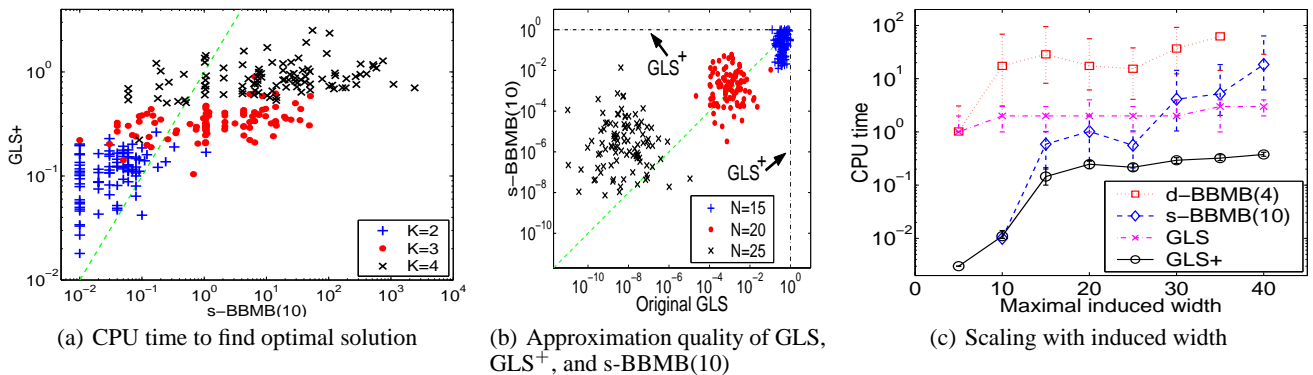 GLS+
10^0
10^-1
10^-2
10^-2 10^-1 10^0 10^1 10^2 10^3 10^4
s−BBMB(10)
K=2
K=3
K=4
(a) CPU time to find optimal solution
s−BBMB(10)
10^0
10^-2
10^-4
10^-6
10^-8
10^-10
10^-10 10^-8 10^-6 10^-4 10^-2 10^0
Original GLS
GLS^+
GLS^+
N=15
N=20
N=25
(b) Approximation quality of GLS,
GLS^+, and s-BBMB(10)
CPU time
10^2
10^1
10^0
10^-1
10^-2
0 10 20 30 40
Maximal induced width
d−BBMB(4)
s−BBMB(10)
GLS
GLS+
(c) Scaling with induced width